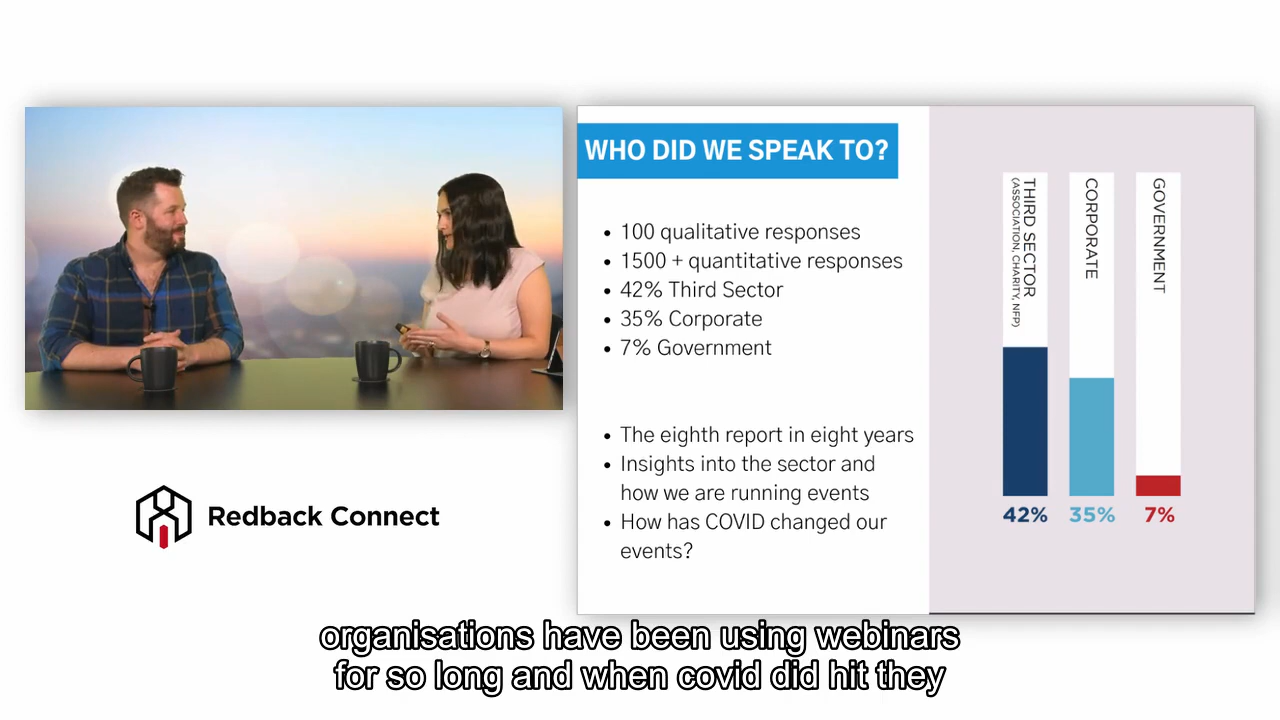 WHO DID WE SPEAK TO?
100 qualitative responses
1500 + quantitative responses
42% Third Sector
35% Corporate
7% Government
The eighth report in eight years
Insights into the sector and
how we are running events
How has COVID changed our
events?
THIRD SECTOR
(ASSOCIATION, CHARITY, NFP)
CORPORATE
GOVERNMENT
42%
35%
7%
Redback Connect
organisations have been using webinars
for so long and when covid did hit they